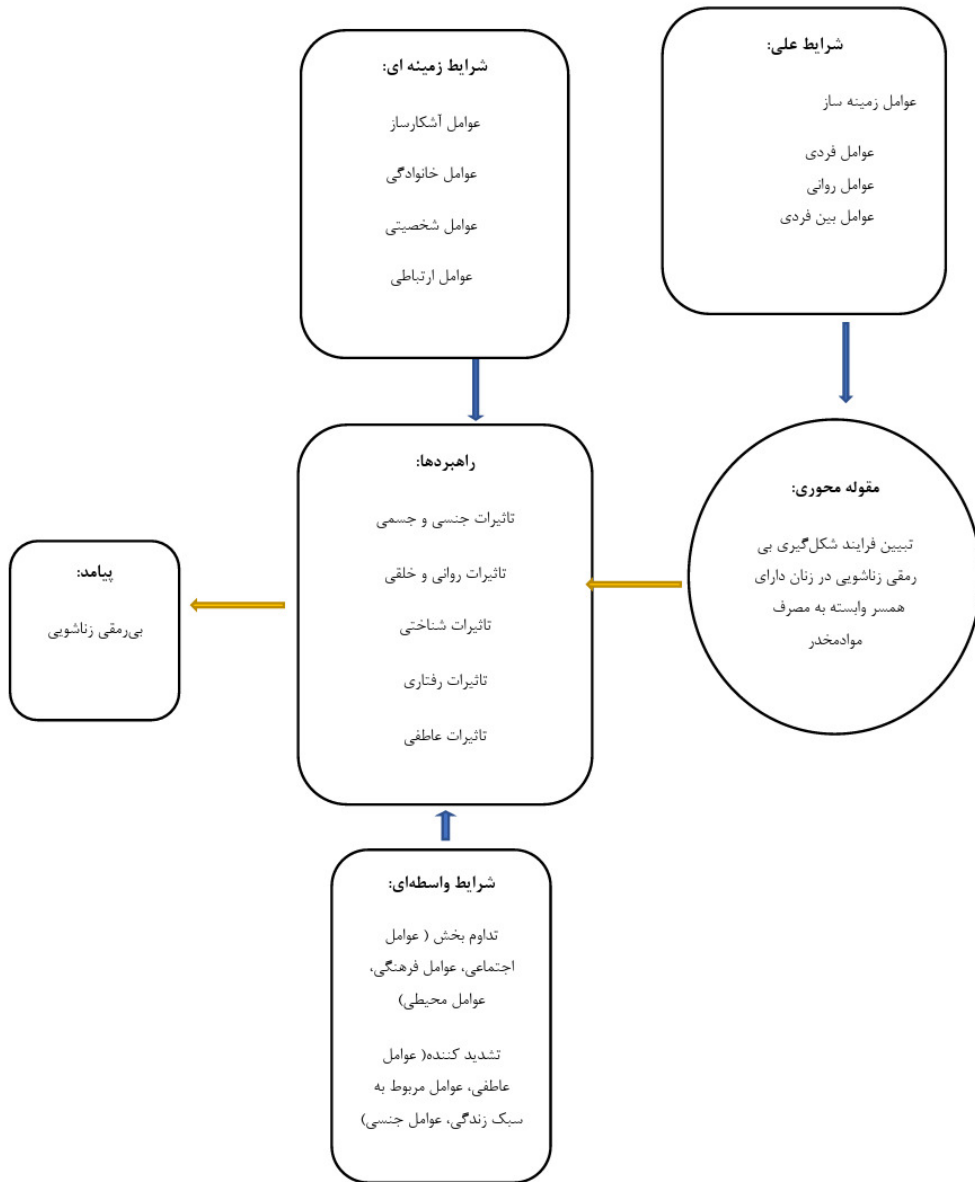 شرایط علی:
عوامل زمینه ساز
عوامل فردی
عوامل روانی
عوامل بین فردی
شرایط زمینه ای:
عوامل آشکارساز
عوامل خانوادگی
عوامل شخصیتی
عوامل ارتباطی
مقوله محوری:
تبیین فرایند شکل‌گیری بی
رمقی زناشویی در زنان دارای
همسر وابسته به مصرف
موادمخدر
راهبردها:
تاثیرات جنسی و جسمی
تاثیرات روانی و خلقی
تاثیرات شناختی
تاثیرات رفتاری
تاثیرات عاطفی
پیامد:
بی‌رمقی زناشویی
شرایط واسطه‌ای:
تداوم بخش ( عوامل
اجتماعی، عوامل فرهنگی،
عوامل محیطی)
تشدید کننده( عوامل
عاطفی، عوامل مربوط به
سبک زندگی، عوامل جنسی)